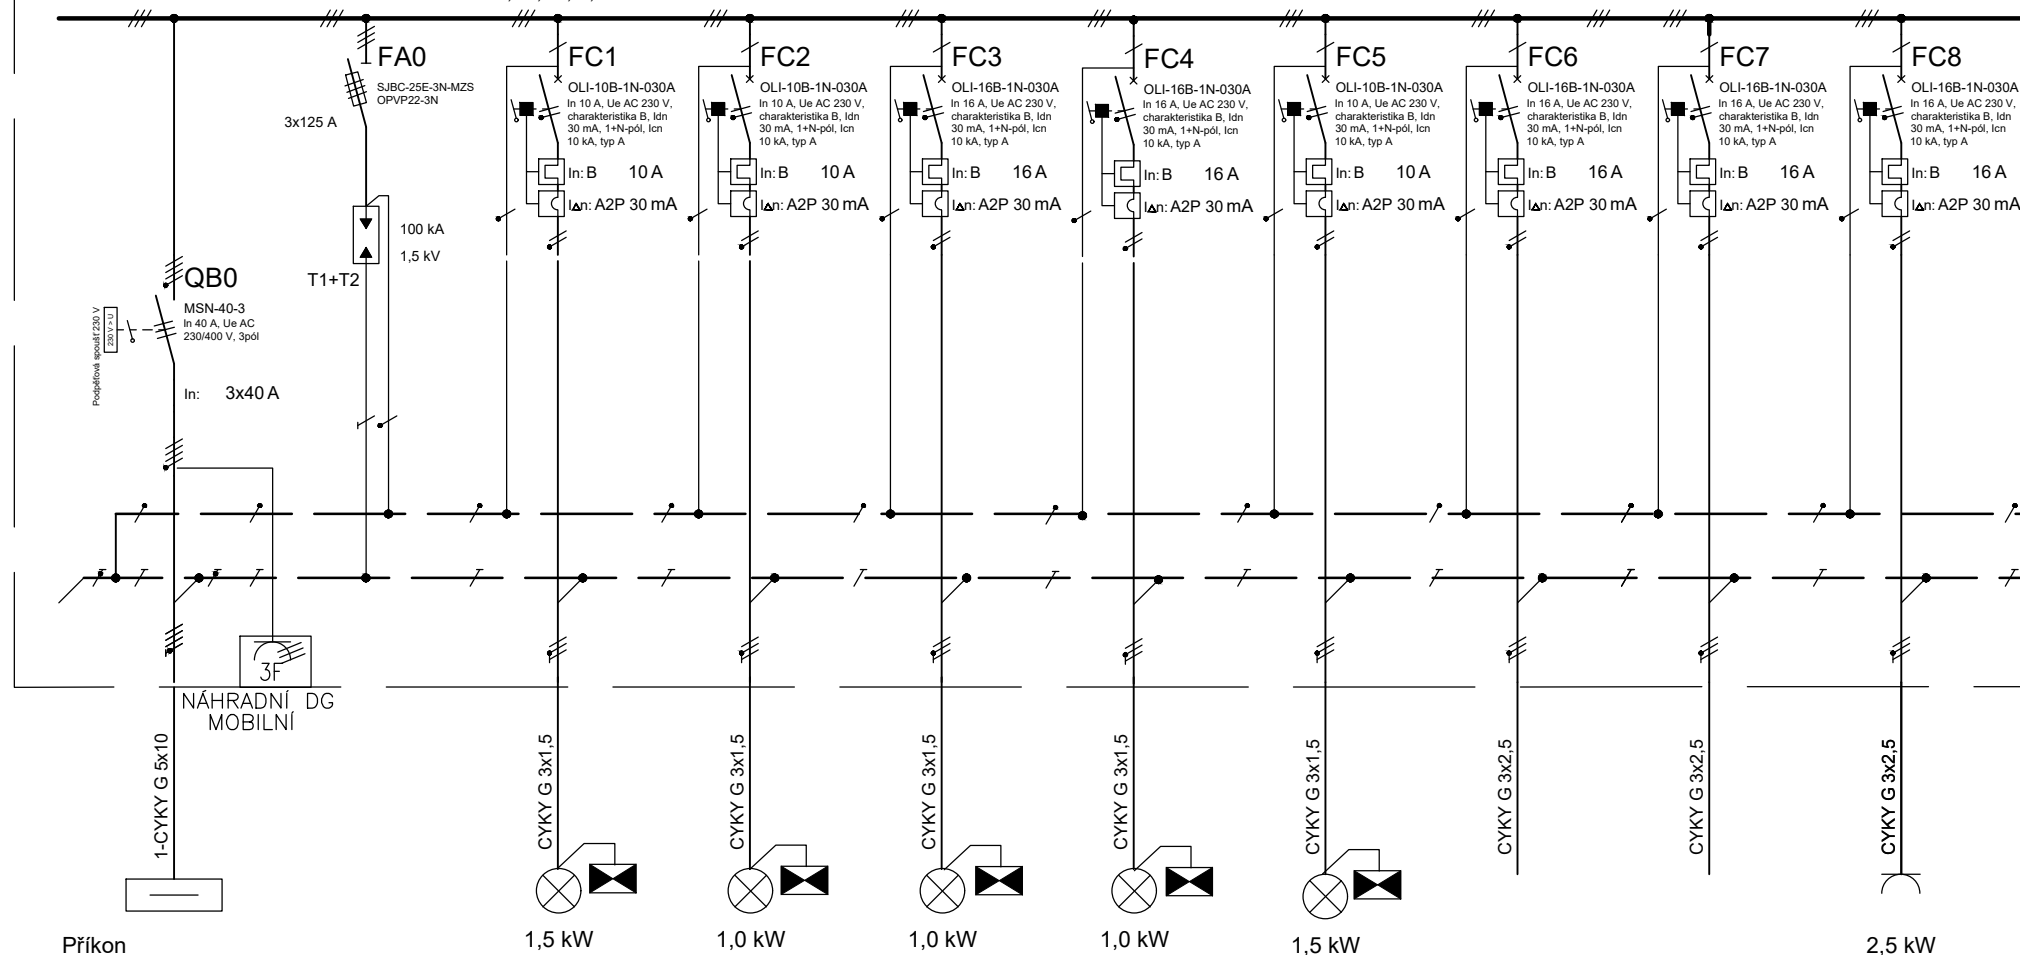 FA0
SJBC-25E-3N-MZS
OPVP22-3N
3x125 A
100 kA
1,5 kV
T1+T2
QB0
MSN-40-3
In 40 A, Ue AC
230/400 V, 3pól
Podpěťová spoušť 230 V
230 V > U
In: 3x40 A
3F
NÁHRADNÍ DG
MOBILNÍ
1-CYKY G 5x10
Příkon
FC1
OLI-10B-1N-030A
In 10 A, Ue AC 230 V,
charakteristika B, Idn
30 mA, 1+N-pól, Icn
10 kA, typ A
In: B 10 A
I∆n: A2P 30 mA
CYKY G 3x1,5
1,5 kW
FC2
OLI-10B-1N-030A
In 10 A, Ue AC 230 V,
charakteristika B, Idn
30 mA, 1+N-pól, Icn
10 kA, typ A
In: B 10 A
I∆n: A2P 30 mA
CYKY G 3x1,5
1,0 kW
FC3
OLI-16B-1N-030A
In 16 A, Ue AC 230 V,
charakteristika B, Idn
30 mA, 1+N-pól, Icn
10 kA, typ A
In: B 16 A
I∆n: A2P 30 mA
CYKY G 3x1,5
1,0 kW
FC4
OLI-16B-1N-030A
In 16 A, Ue AC 230 V,
charakteristika B, Idn
30 mA, 1+N-pól, Icn
10 kA, typ A
In: B 16 A
I∆n: A2P 30 mA
CYKY G 3x1,5
1,0 kW
FC5
OLI-10B-1N-030A
In 10 A, Ue AC 230 V,
charakteristika B, Idn
30 mA, 1+N-pól, Icn
10 kA, typ A
In: B 10 A
I∆n: A2P 30 mA
CYKY G 3x1,5
1,5 kW
FC6
OLI-16B-1N-030A
In 16 A, Ue AC 230 V,
charakteristika B, Idn
30 mA, 1+N-pól, Icn
10 kA, typ A
In: B 16 A
I∆n: A2P 30 mA
CYKY G 3x2,5
FC7
OLI-16B-1N-030A
In 16 A, Ue AC 230 V,
charakteristika B, Idn
30 mA, 1+N-pól, Icn
10 kA, typ A
In: B 16 A
I∆n: A2P 30 mA
CYKY G 3x2,5
FC8
OLI-16B-1N-030A
In 16 A, Ue AC 230 V,
charakteristika B, Idn
30 mA, 1+N-pól, Icn
10 kA, typ A
In: B 16 A
I∆n: A2P 30 mA
CYKY G 3x2,5
2,5 kW